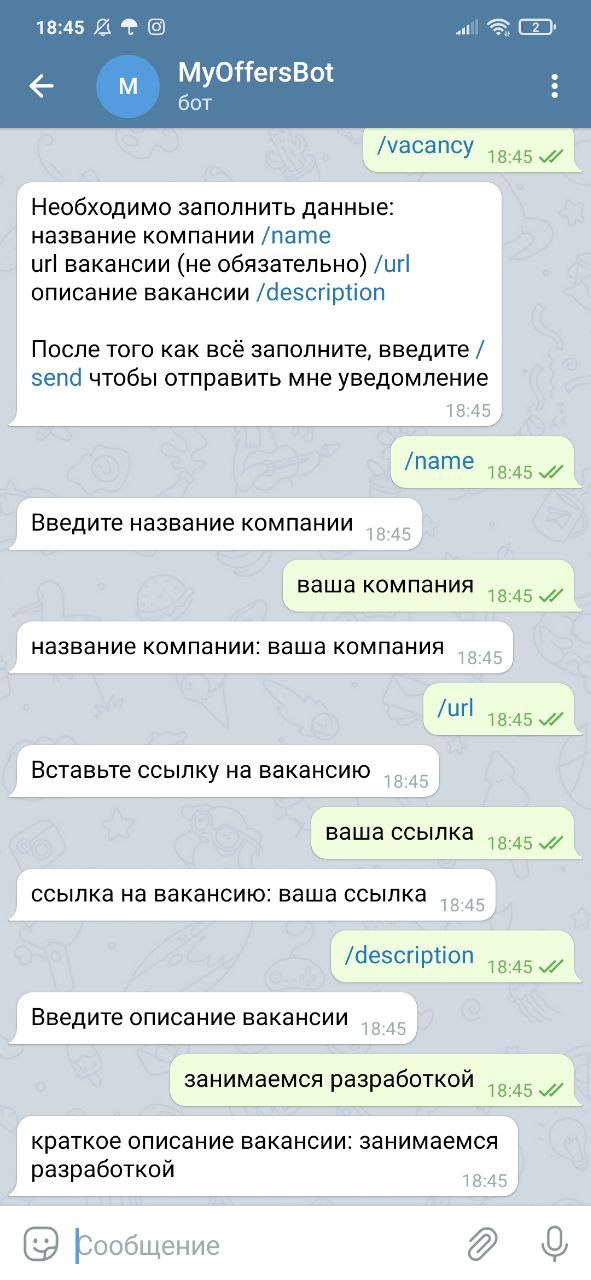 18:45
2
M
MyOffersBot
бот
/vacancy 18:45
Необходимо заполнить данные:
название компании /name
url вакансии (не обязательно) /url
описание вакансии /description
После того как всё заполните, введите /
send чтобы отправить мне уведомление
18:45
/name 18:45
Введите название компании 18:45
ваша компания 18:45
название компании: ваша компания 18:45
/url 18:45
Вставьте ссылку на вакансию 18:45
ваша ссылка 18:45
ссылка на вакансию: ваша ссылка 18:45
/description 18:45
Введите описание вакансии 18:45
занимаемся разработкой 18:45
краткое описание вакансии: занимаемся
разработкой 18:45
Сообщение